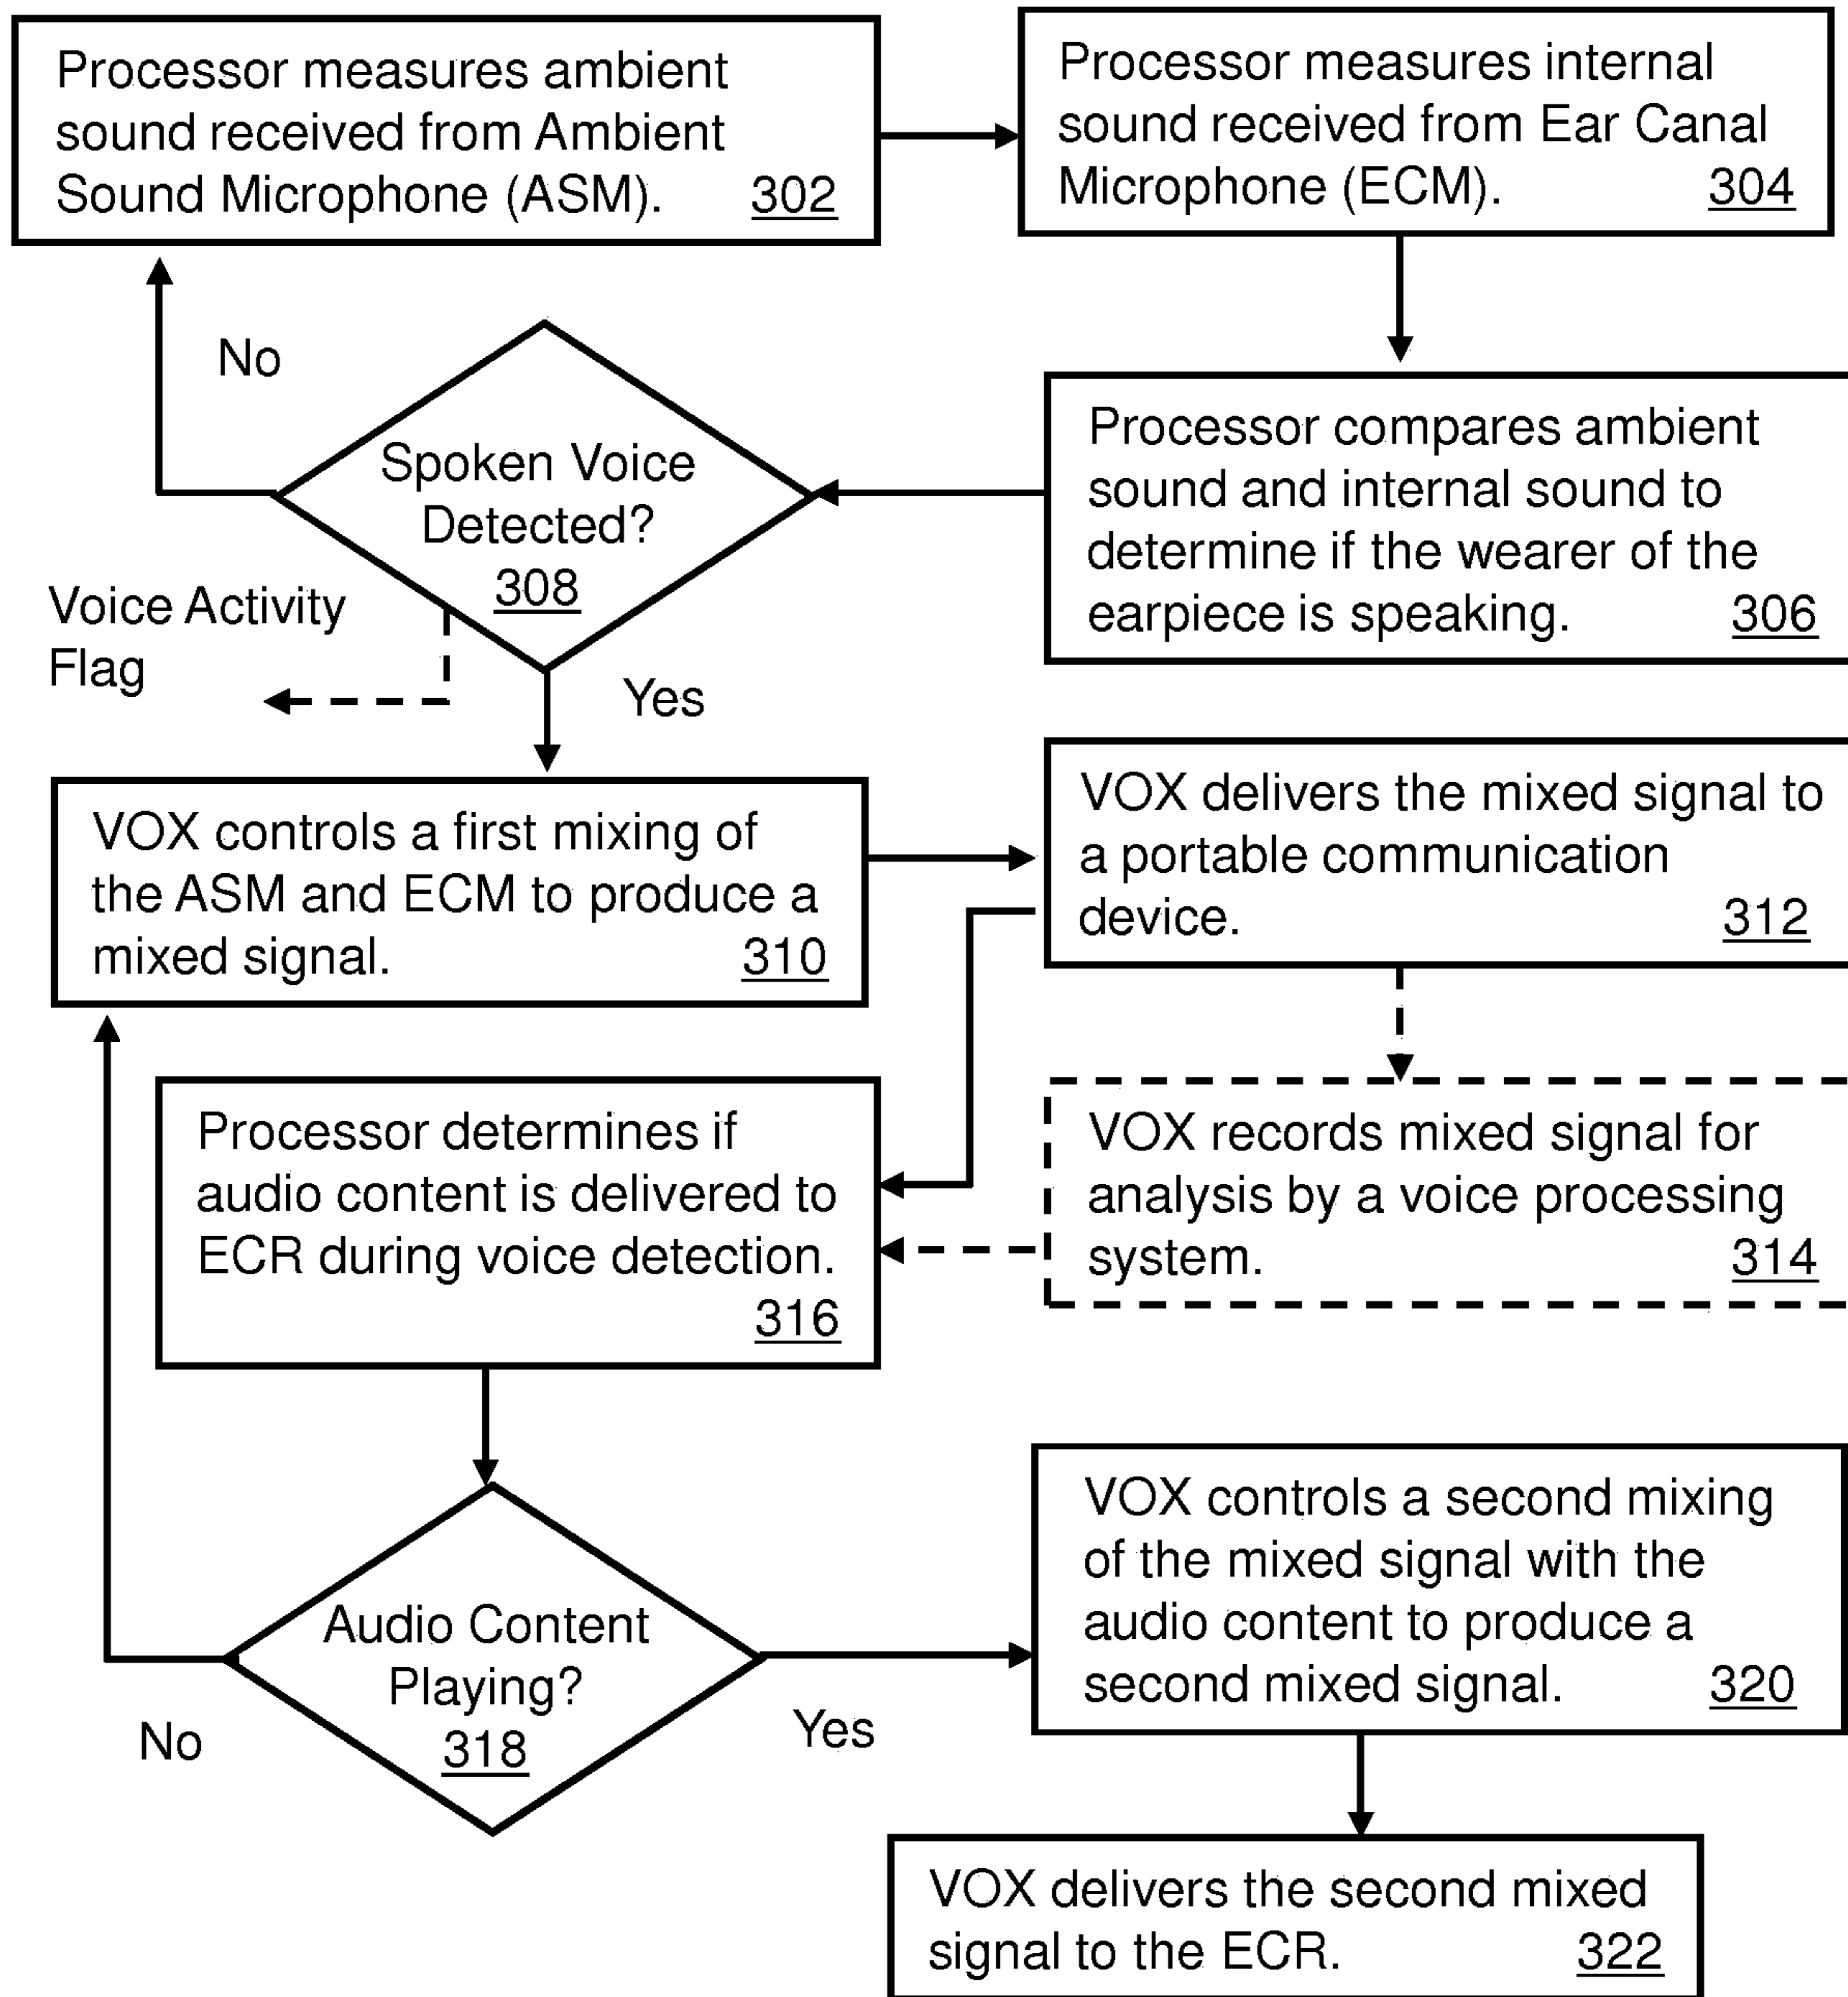 Processor measures ambient
sound received from Ambient
Sound Microphone (ASM). 302
Processor measures internal
sound received from Ear Canal
Microphone (ECM). 304
Processor compares ambient
sound and internal sound to
determine if the wearer of the
earpiece is speaking. 306
No
Spoken Voice
Detected?
308
Voice Activity
Flag
Yes
VOX controls a first mixing of
the ASM and ECM to produce a
mixed signal. 310
VOX delivers the mixed signal to
a portable communication
device. 312
VOX records mixed signal for
analysis by a voice processing
system. 314
Processor determines if
audio content is delivered to
ECR during voice detection.
316
Audio Content
Playing?
318
No
Yes
VOX controls a second mixing
of the mixed signal with the
audio content to produce a
second mixed signal. 320
VOX delivers the second mixed
signal to the ECR. 322